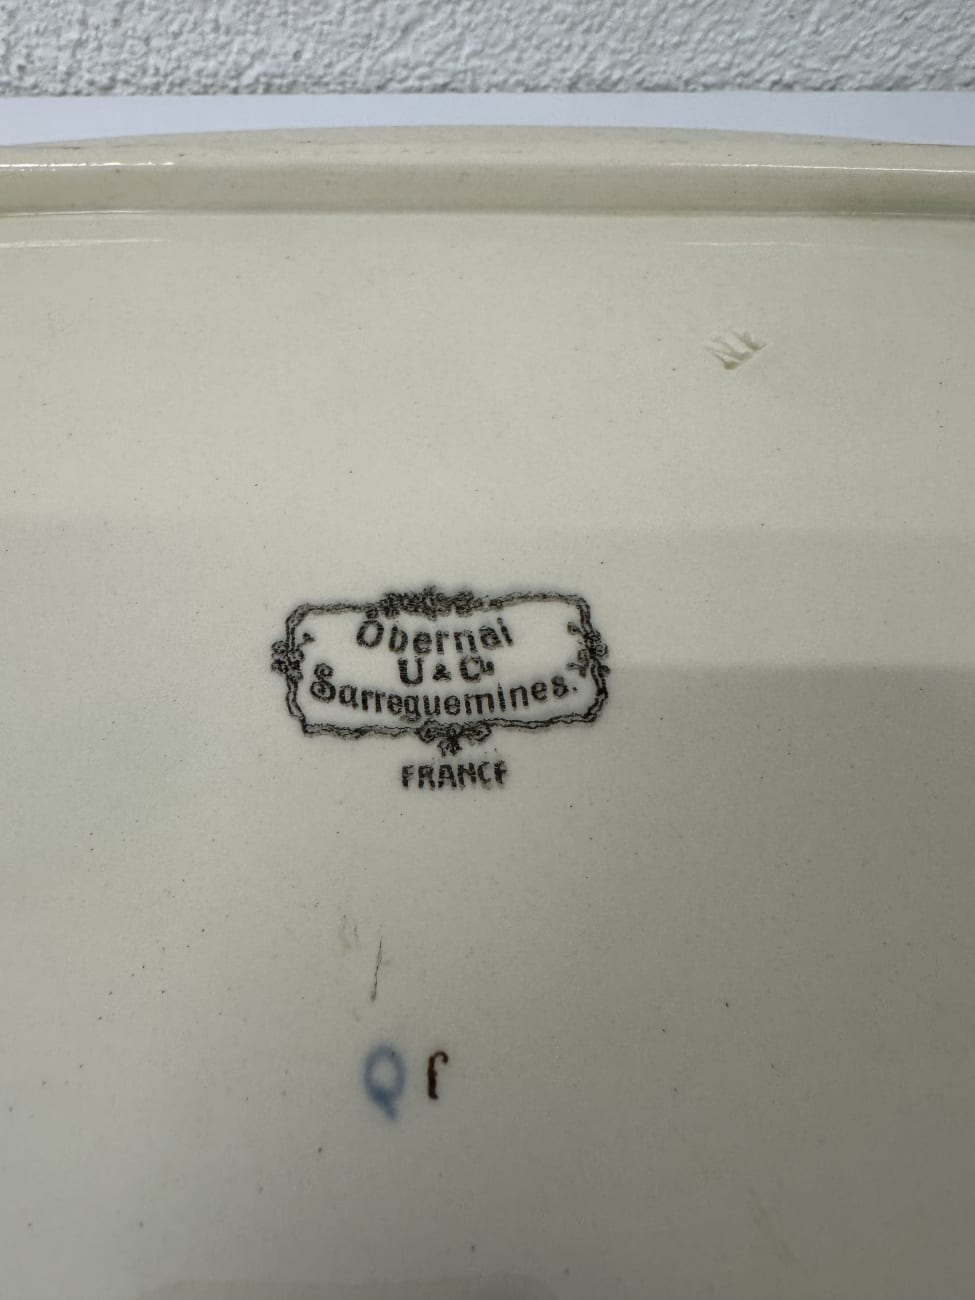 Obernai
U & Cie
Sarreguemines.
FRANCE
Q f